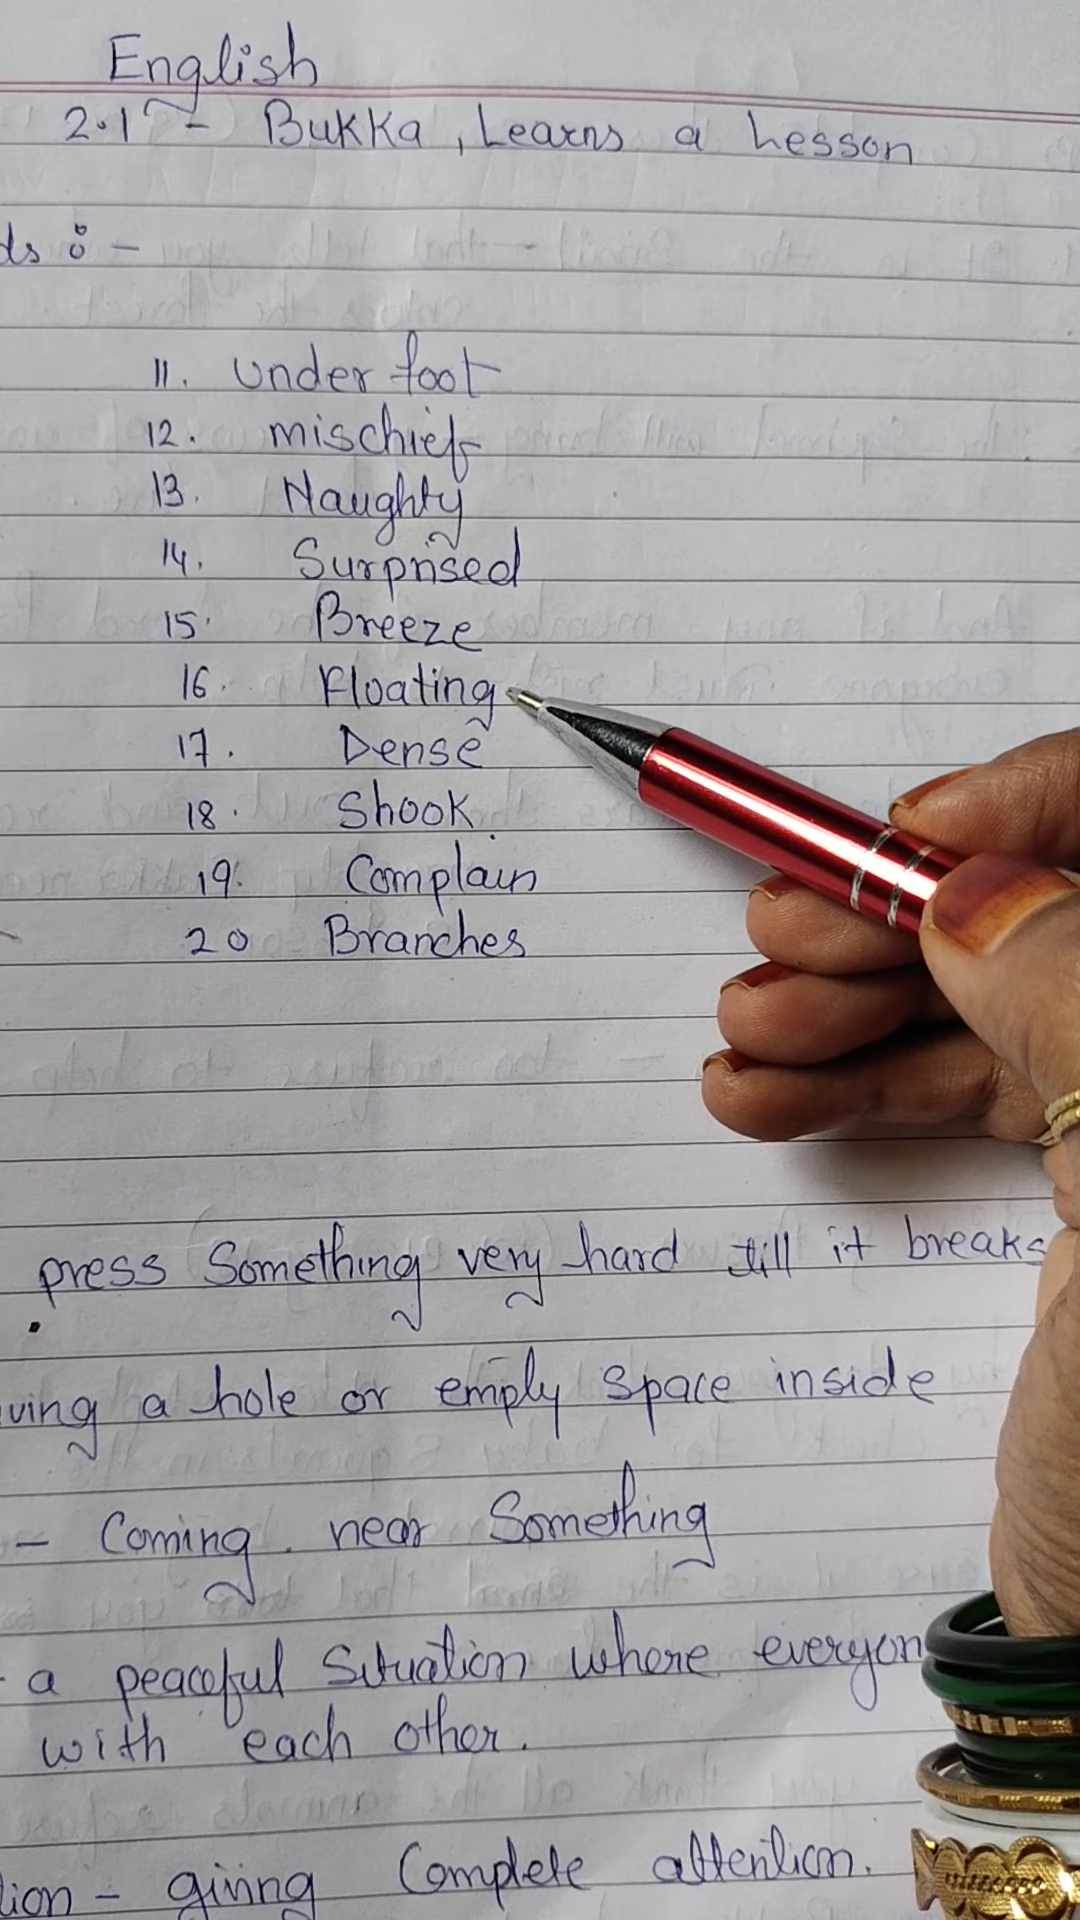 English
2.1 - Bukka, Learns a Lesson
ds :-
11. Under foot
12. mischief
13. Naughty
14. Surprised
15. Breeze
16. Floating
17. Dense
18. Shook.
19. Complain
20 Branches
press Something very hard till it breaks
ving a hole or emply space inside
- Coming near Something
- a peaceful Situation where everyon
with each other.
tion - giving Complete attention.